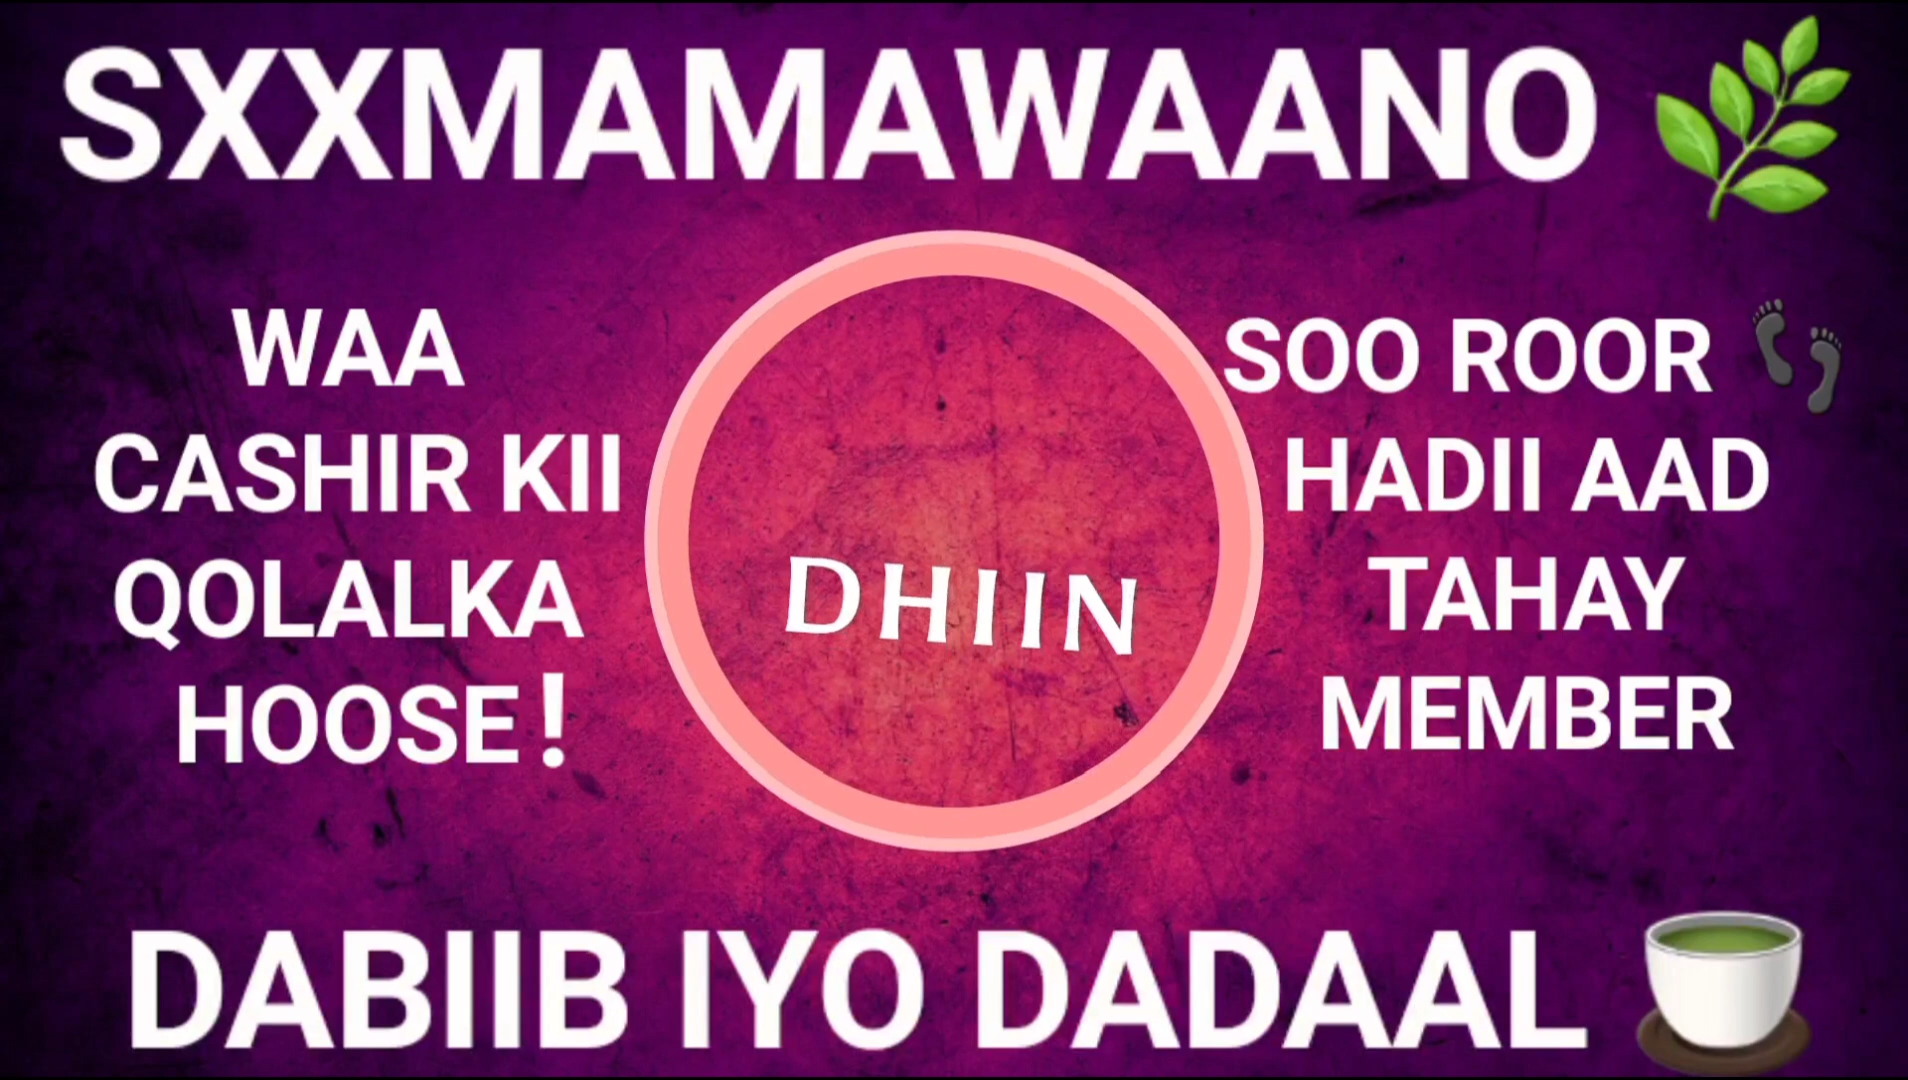 SXXMAMAWAANO 🌿
WAA
CASHIR KII
QOLALKA
HOOSE!
DHIIN
SOO ROOR 👣
HADII AAD
TAHAY
MEMBER
DABIIB IYO DADAAL 🍵